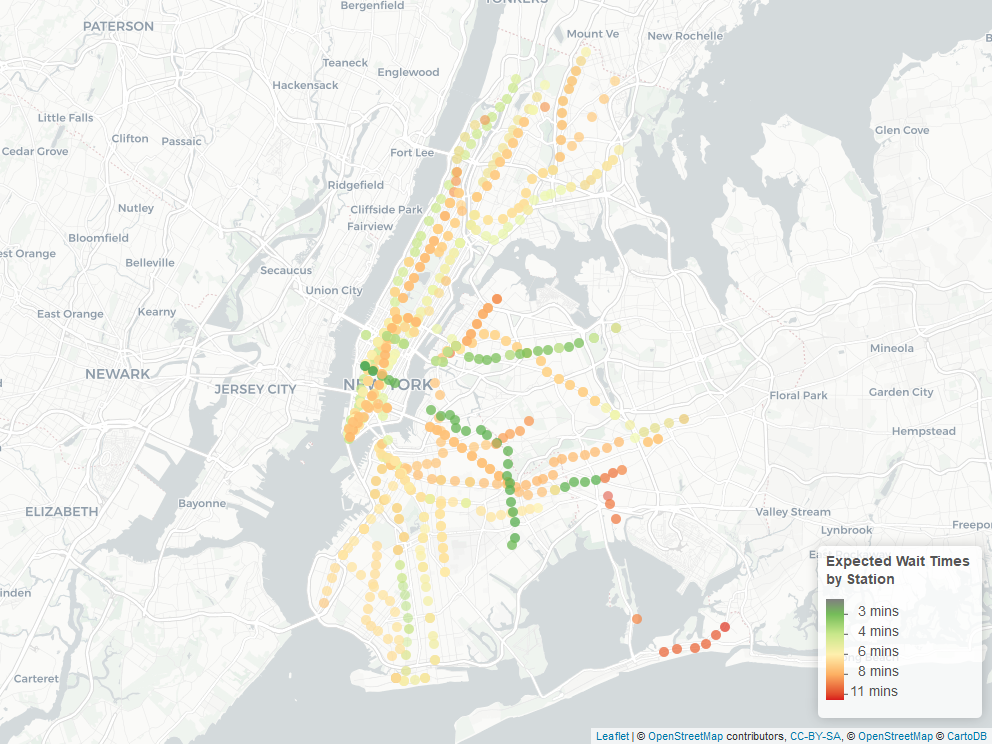 Bergenfield
YONKERS
PATERSON
Mount Ve
New Rochelle
Teaneck
Englewood
Hackensack
Little Falls
Clifton
Passaic
Glen Cove
Cedar Grove
Fort Lee
Ridgefield
Nutley
Cliffside Park
Fairview
Bloomfield
est Orange
Belleville
Secaucus
Union City
East Orange
Kearny
Mineola
NEWARK
JERSEY CITY
NEW YORK
Floral Park
Garden City
Hempstead
ELIZABETH
Bayonne
Valley Stream
Lynbrook
Freepor
Expected Wait Times
by Station
3 mins
4 mins
6 mins
8 mins
11 mins
inden
Carteret
Leaflet | © OpenStreetMap contributors, CC-BY-SA, © OpenStreetMap © CartoDB